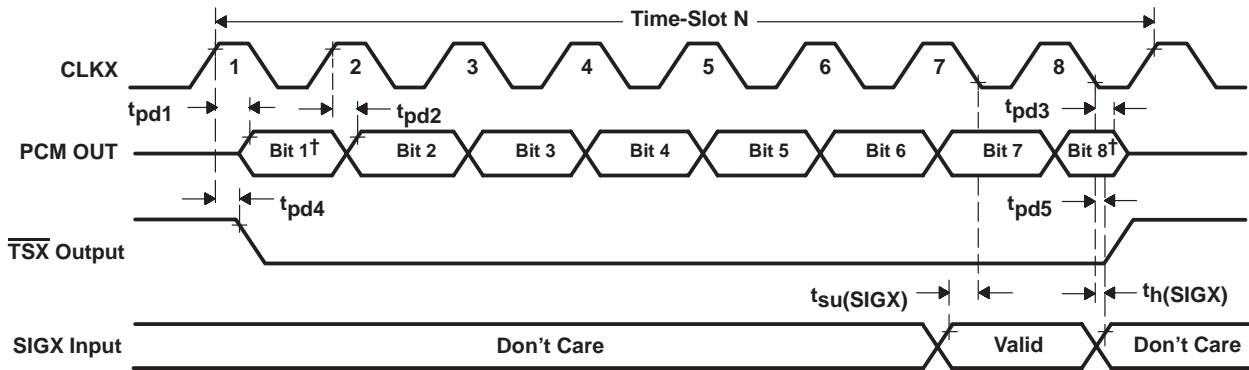 Time-Slot N
CLKX 1 2 3 4 5 6 7 8
tpd1 tpd2 tpd3
PCM OUT Bit 1† Bit 2 Bit 3 Bit 4 Bit 5 Bit 6 Bit 7 Bit 8†
tpd4 tpd5
TSX Output
tsu(SIGX) th(SIGX)
SIGX Input Don't Care Valid Don't Care